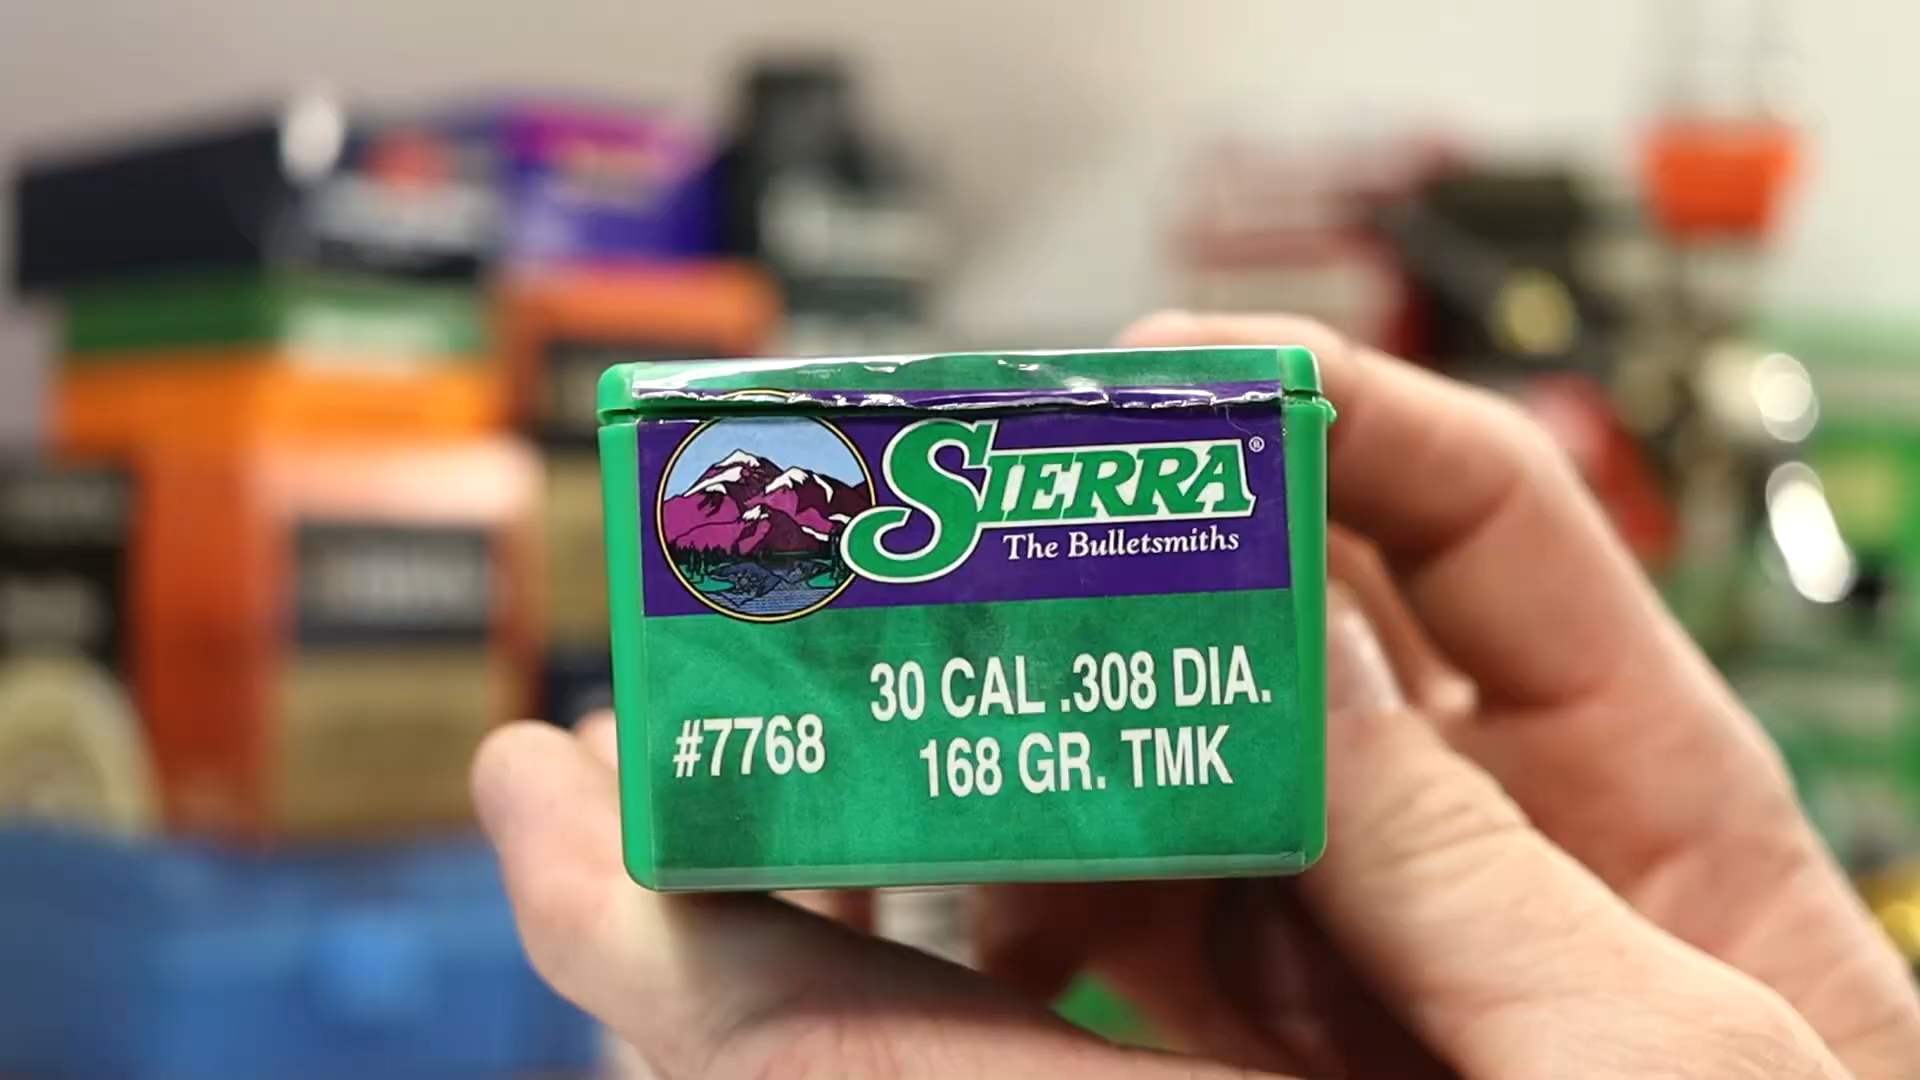 SIERRA®
The Bulletsmiths
30 CAL .308 DIA.
#7768
168 GR. TMK